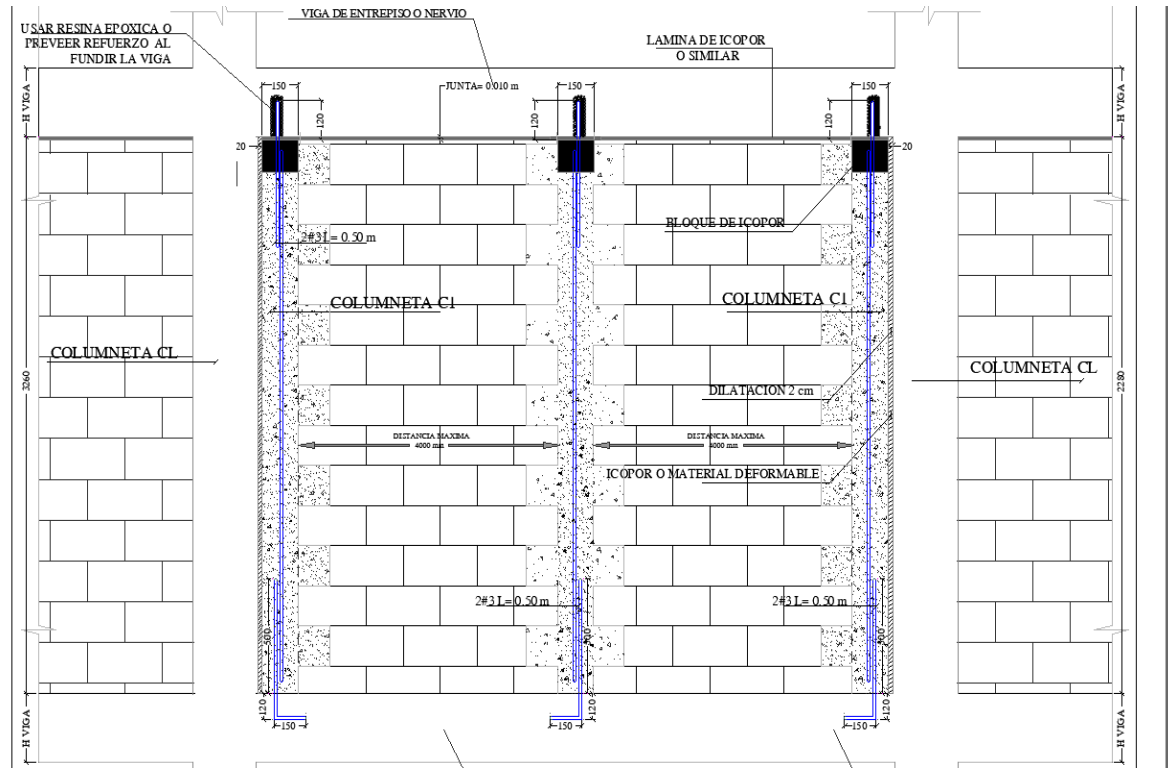 VIGA DE ENTREPISO O NERVIO
USAR RESINA EPOXICA O
PREVEER REFUERZO AL
FUNDIR LA VIGA
LAMINA DE ICOPOR
O SIMILAR
H VIGA
150
JUNTA= 0.010 m
150
150
H VIGA
120
120
120
20
20
BLOQUE DE ICOPOR
2#3 L= 0.50 m
COLUMNETA C1
COLUMNETA C1
COLUMNETA CL
COLUMNETA CL
3260
2280
DILATACION 2 cm
DISTANCIA MAXIMA
4000 mm
DISTANCIA MAXIMA
4000 mm
ICOPOR O MATERIAL DEFORMABLE
2#3 L= 0.50 m
2#3 L= 0.50 m
500
H VIGA
120
150
150
120
150
120
H VIGA